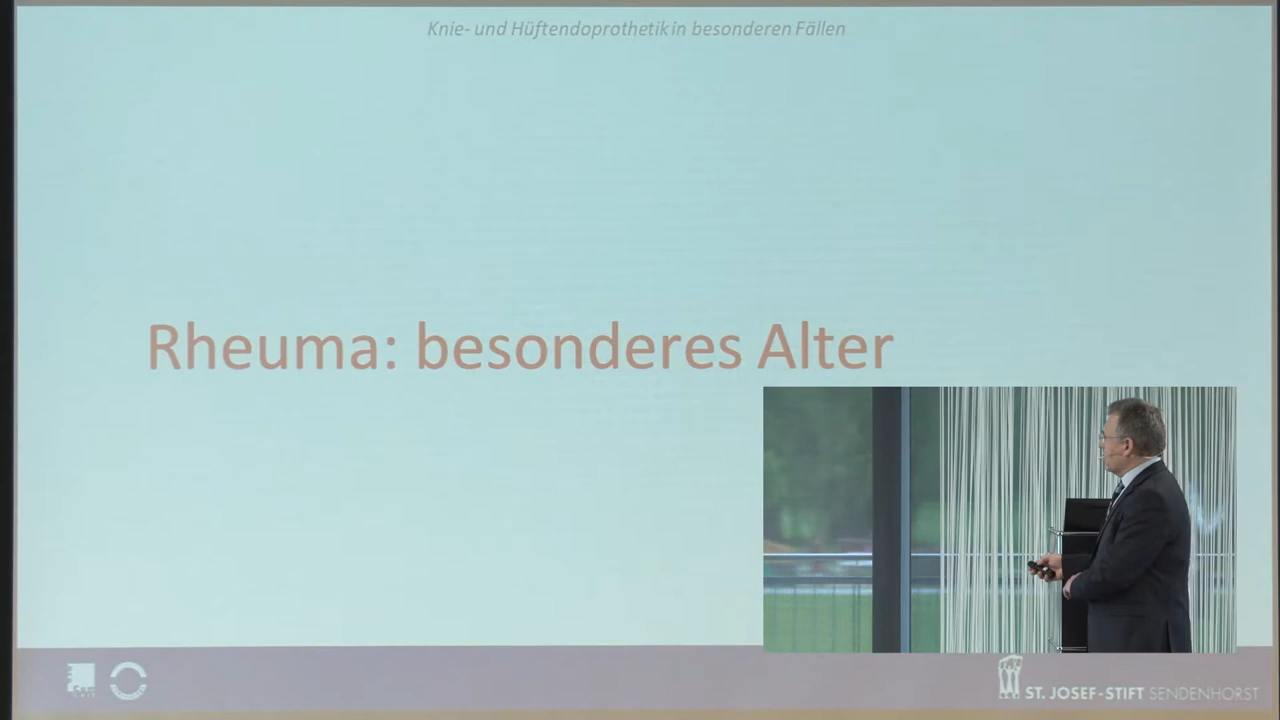 Knie- und Hüftendoprothetik in besonderen Fällen
Rheuma: besonderes Alter
ST. JOSEF-STIFT SENDENHORST